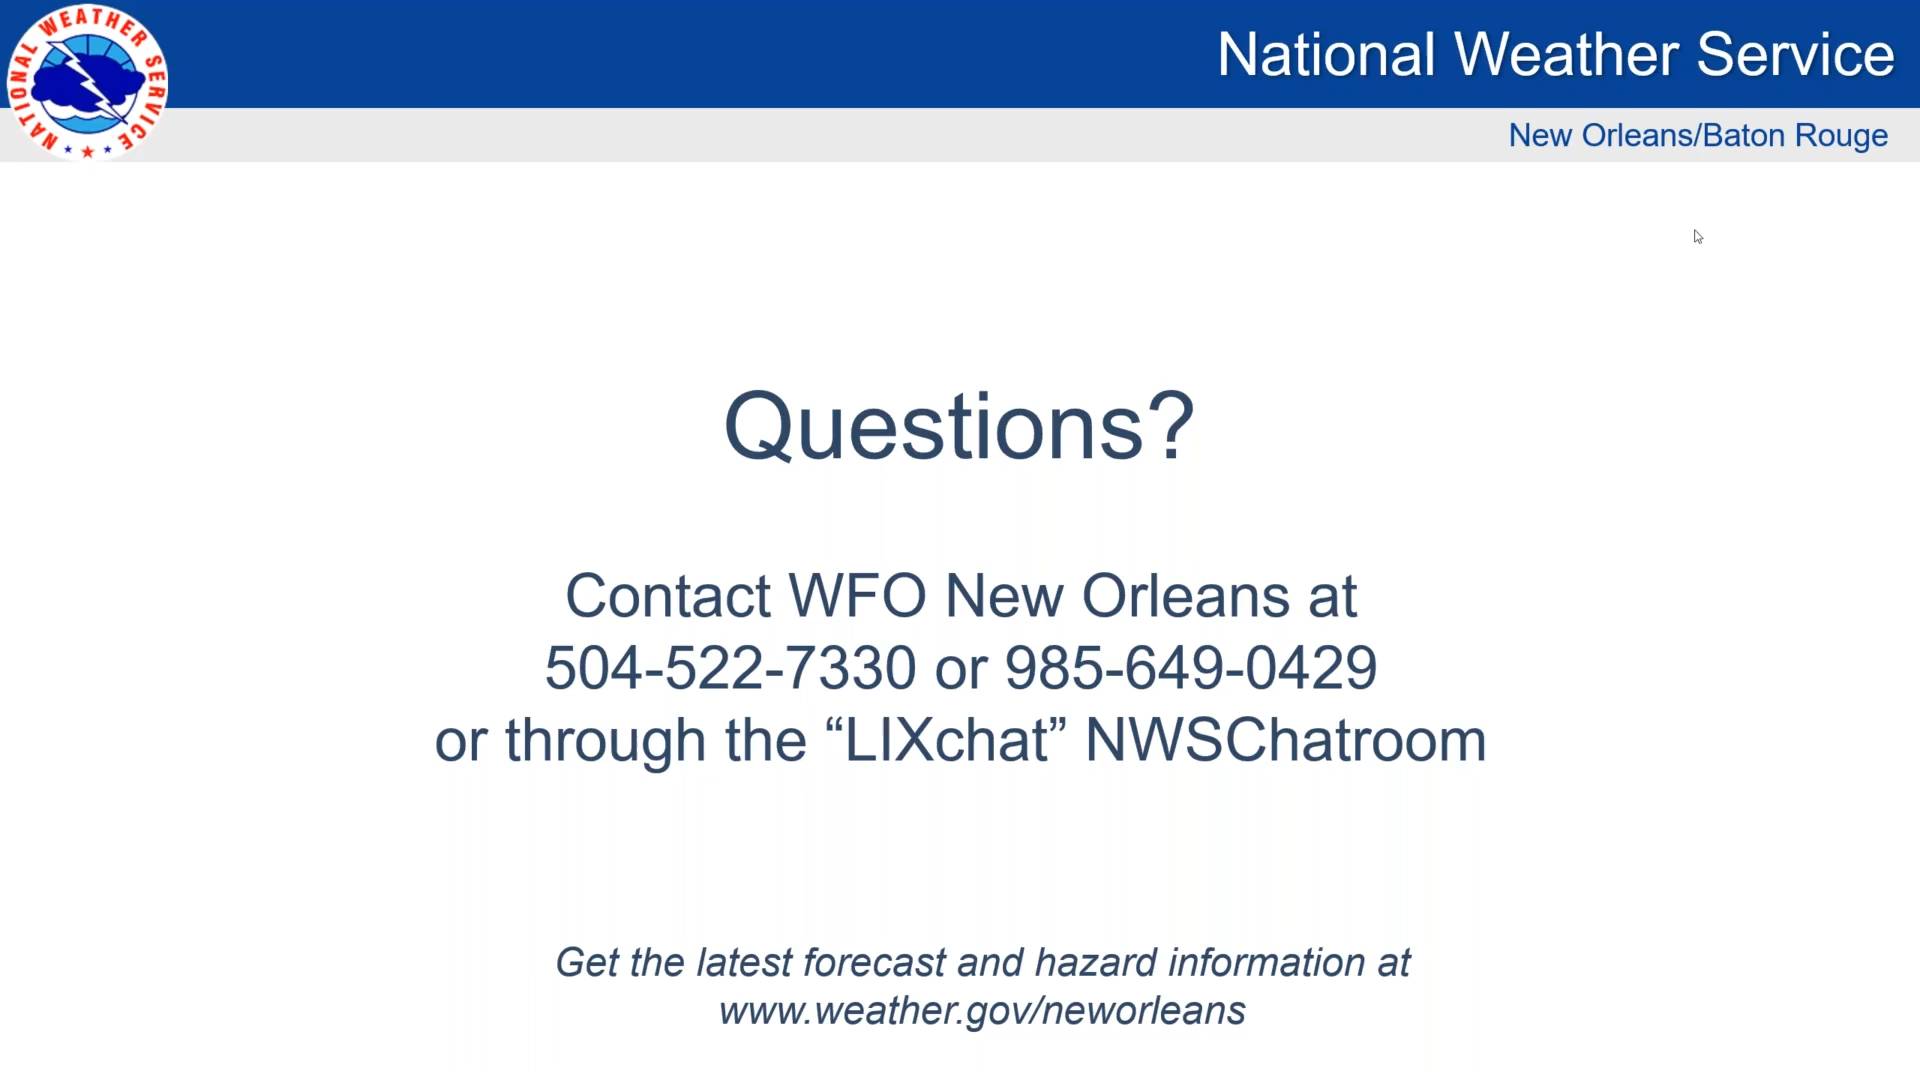 NATIONAL WEATHER SERVICE
National Weather Service
New Orleans/Baton Rouge
Questions?
Contact WFO New Orleans at
504-522-7330 or 985-649-0429
or through the “LIXchat” NWSChatroom
Get the latest forecast and hazard information at
www.weather.gov/neworleans